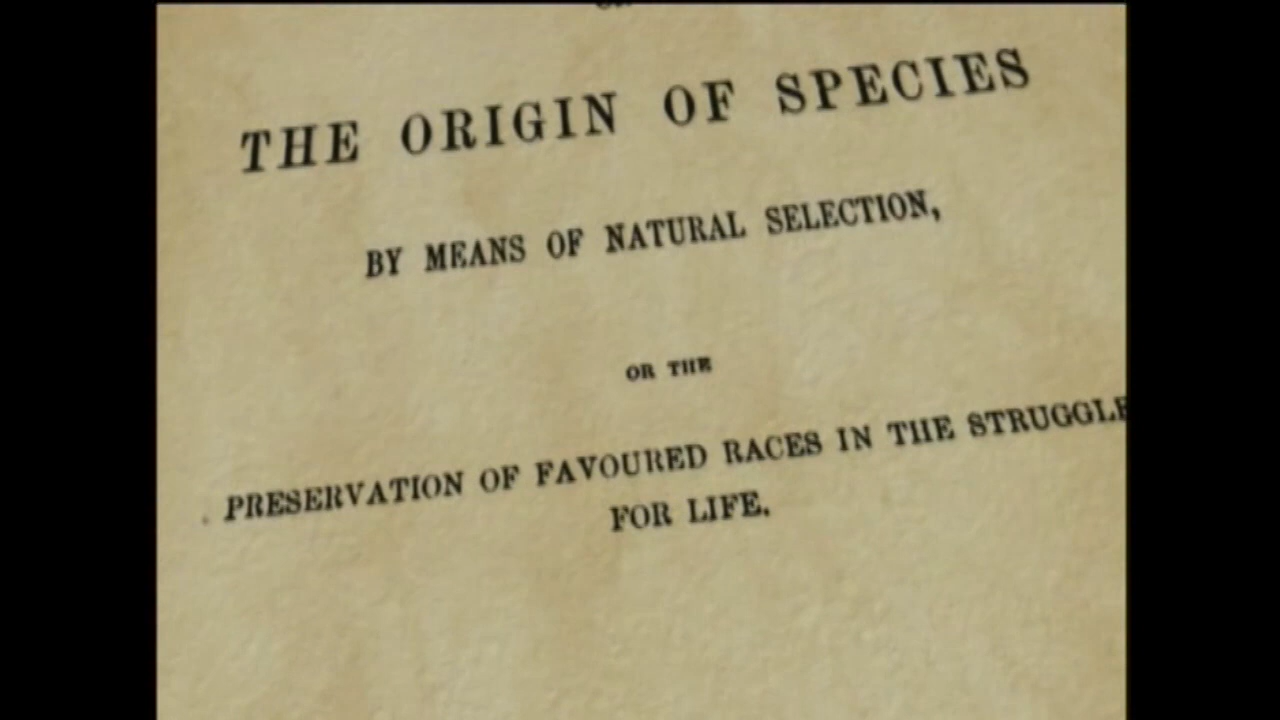 THE ORIGIN OF SPECIES
BY MEANS OF NATURAL SELECTION,
OR THE
PRESERVATION OF FAVOURED RACES IN THE STRUGGLE
FOR LIFE.